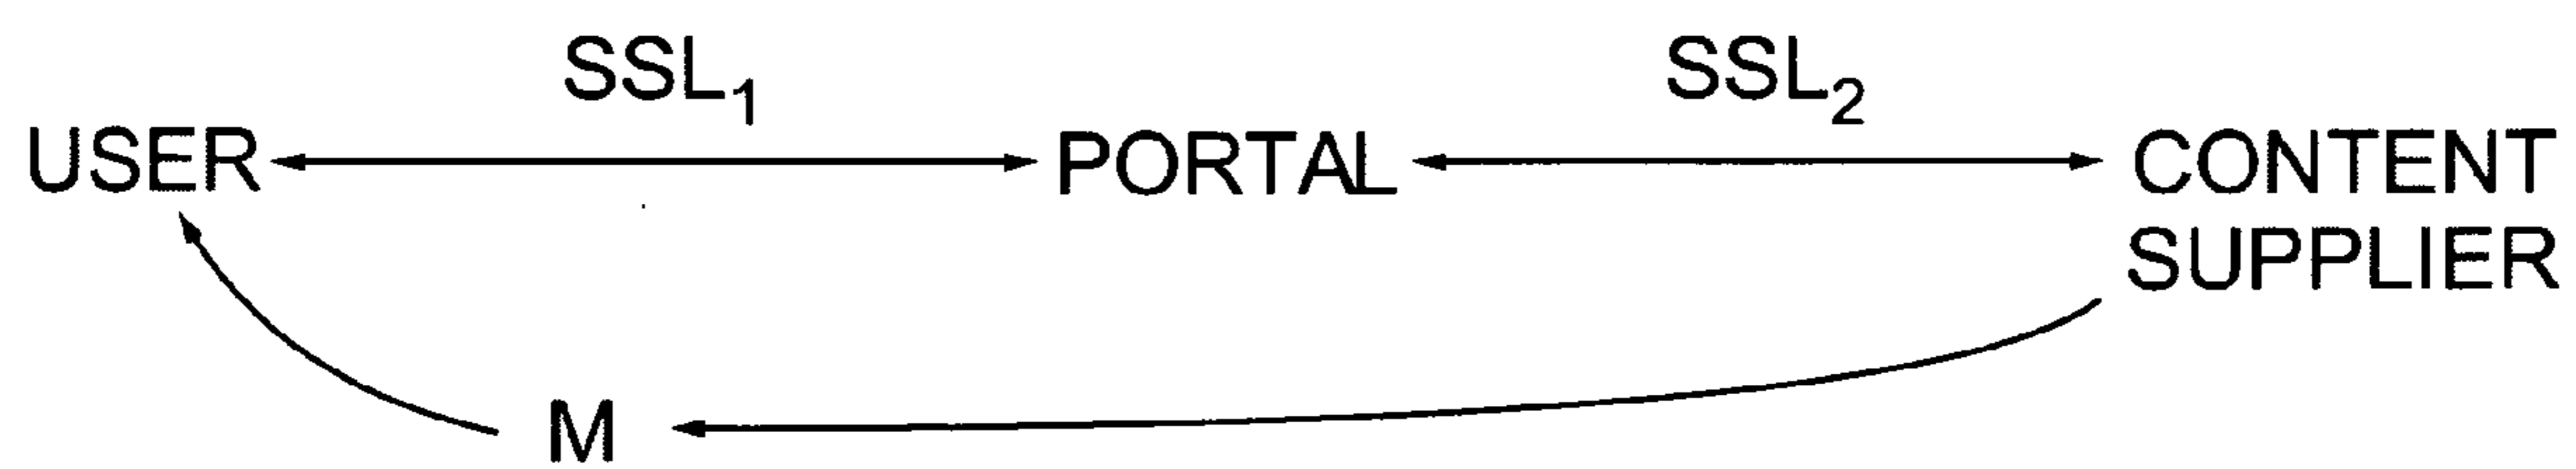 SSL₁
SSL₂
USER
PORTAL
CONTENT
SUPPLIER
M